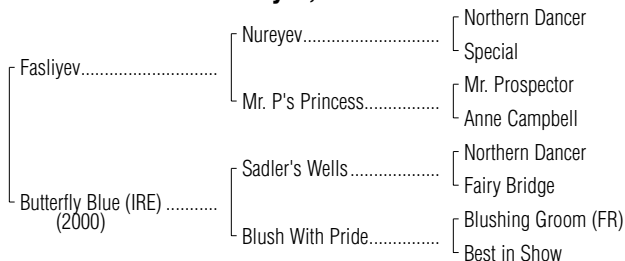 Northern Dancer
Nureyev
Special
Fasliyev
Mr. Prospector
Mr. P's Princess
Anne Campbell
Northern Dancer
Sadler's Wells
Fairy Bridge
Butterfly Blue (IRE)
(2000)
Blushing Groom (FR)
Blush With Pride
Best in Show